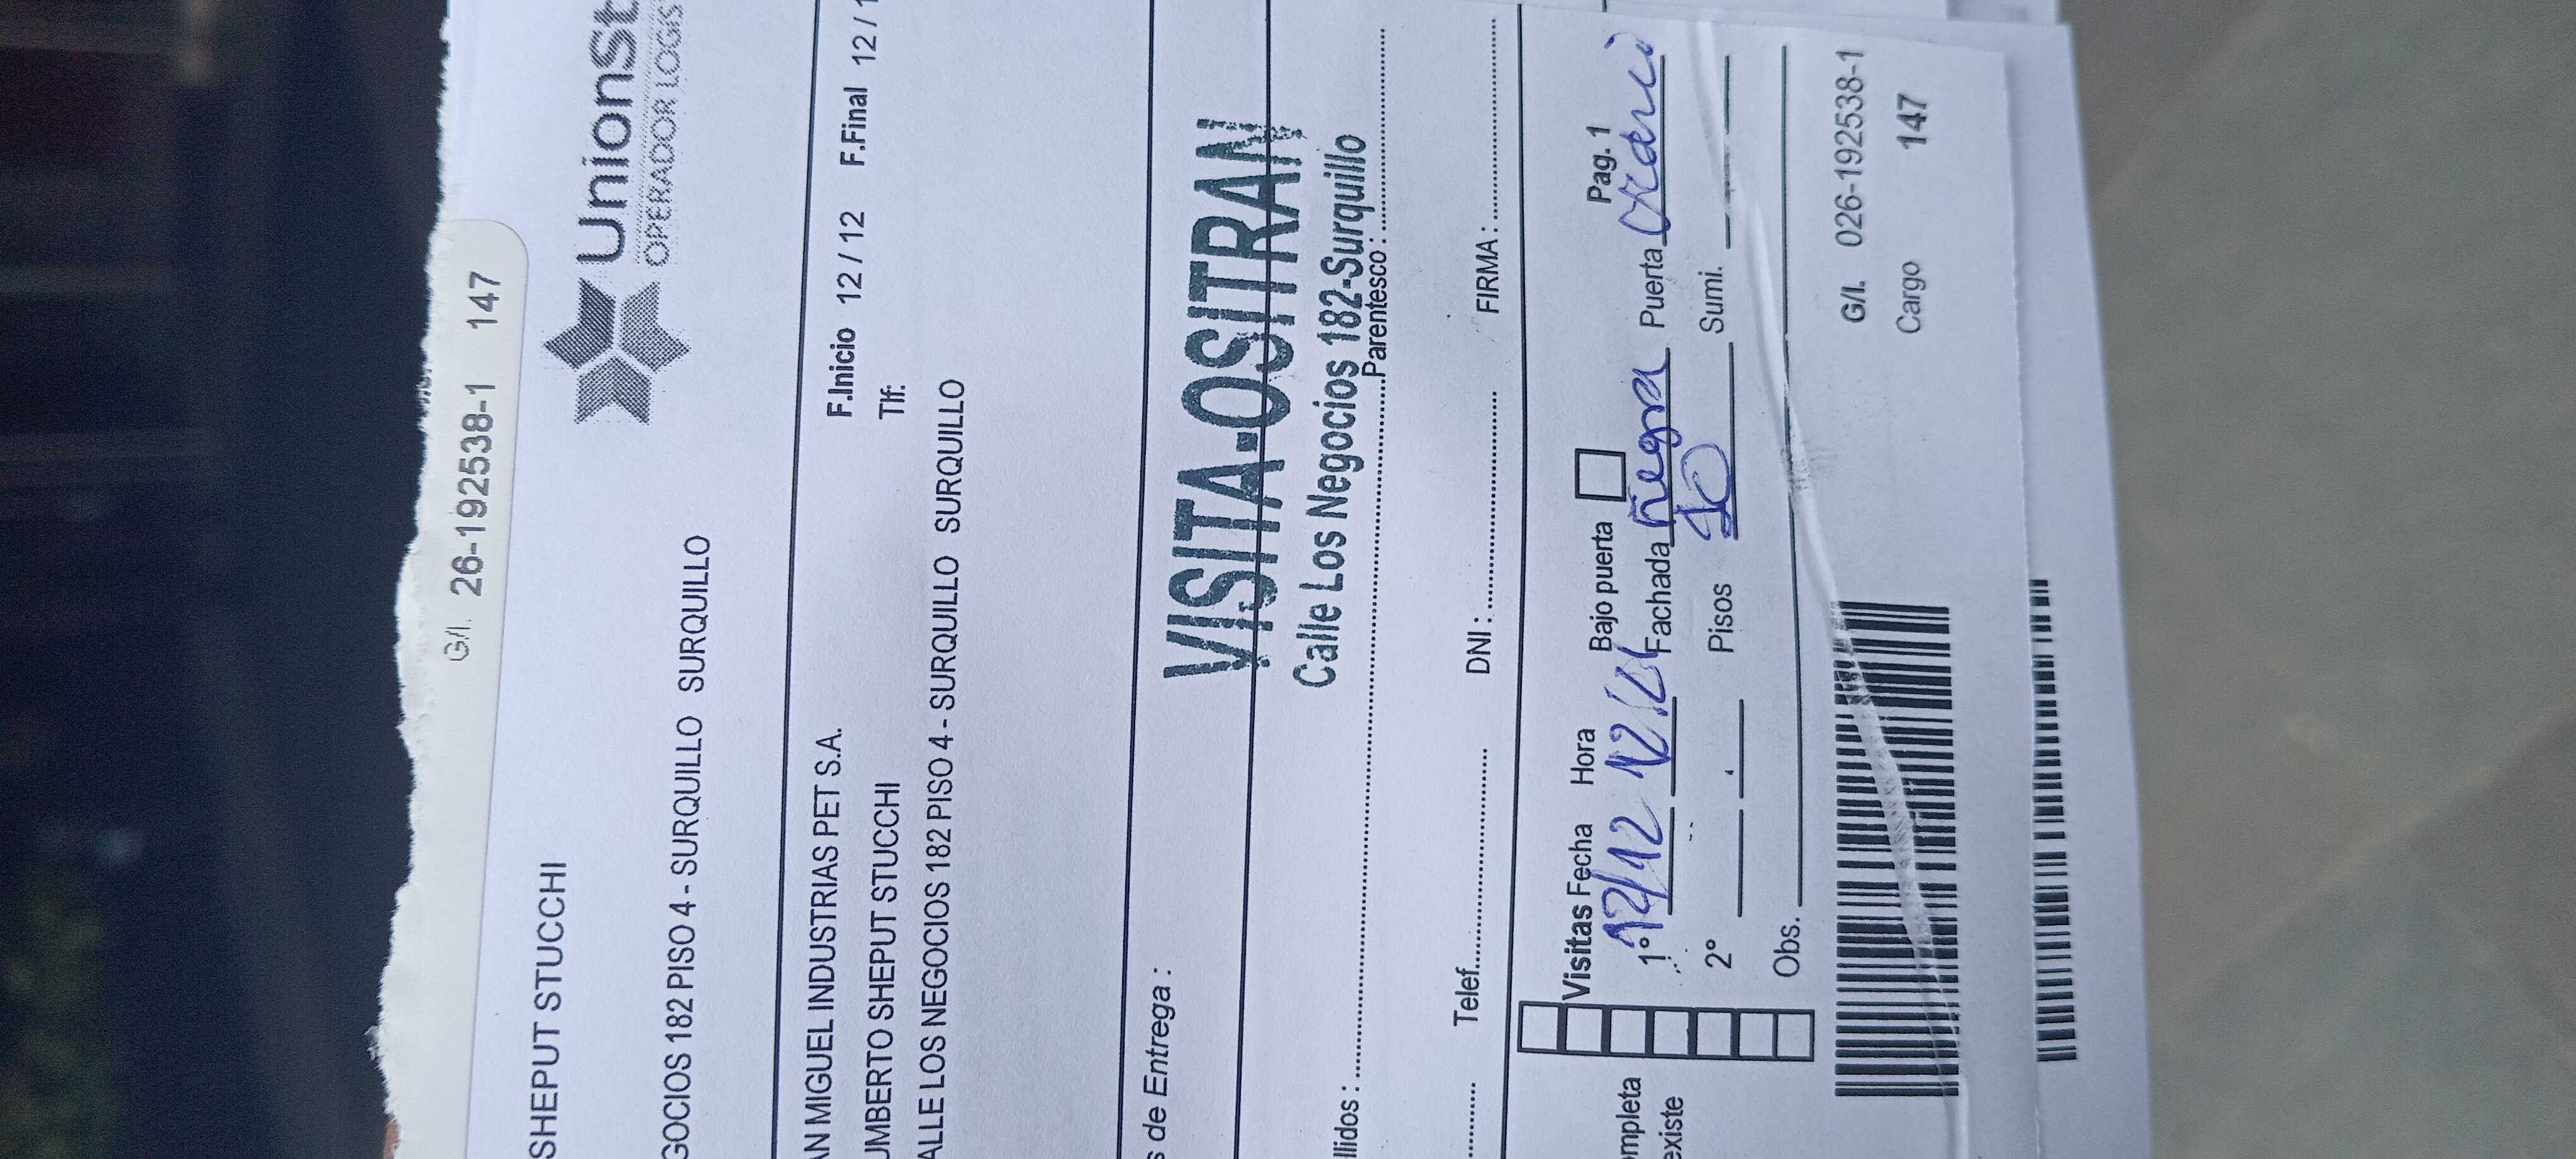 G/I. 26-192538-1 147
SHEPUT STUCCHI
UnionSt
OPERADOR LOGIS
GOCIOS 182 PISO 4 - SURQUILLO SURQUILLO
AN MIGUEL INDUSTRIAS PET S.A.
F.Inicio 12 / 12 F.Final 12 / 1
UMBERTO SHEPUT STUCCHI Tlf:
ALLE LOS NEGOCIOS 182 PISO 4 - SURQUILLO SURQUILLO
s de Entrega :
VISITA-OSITRAN
Calle Los Negocios 182-Surquillo
llidos : Parentesco :
Telef. DNI : FIRMA :
Visitas Fecha Hora Bajo puerta Pag. 1
1° 12/12 Fachada negra Puerta
mpleta
2° Pisos 10 Sumi.
existe
Obs.
G/I. 026-192538-1
Cargo 147